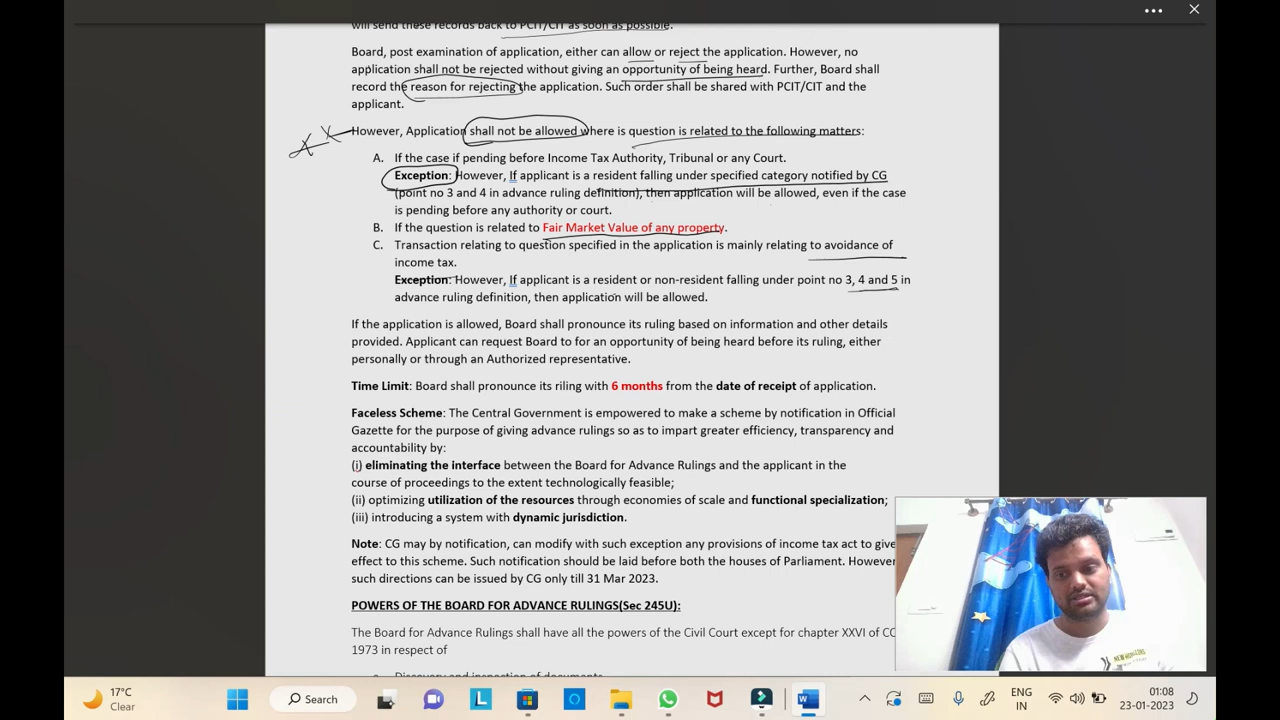 will send these records back to PCIT/CIT as soon as possible.
Board, post examination of application, either can allow or reject the application. However, no
application shall not be rejected without giving an opportunity of being heard. Further, Board shall
record the reason for rejecting the application. Such order shall be shared with PCIT/CIT and the
applicant.
However, Application shall not be allowed where is question is related to the following matters:
A. If the case if pending before Income Tax Authority, Tribunal or any Court.
Exception: However, If applicant is a resident falling under specified category notified by CG
(point no 3 and 4 in advance ruling definition), then application will be allowed, even if the case
is pending before any authority or court.
B. If the question is related to Fair Market Value of any property.
C. Transaction relating to question specified in the application is mainly relating to avoidance of
income tax.
Exception: However, If applicant is a resident or non-resident falling under point no 3, 4 and 5 in
advance ruling definition, then application will be allowed.
If the application is allowed, Board shall pronounce its ruling based on information and other details
provided. Applicant can request Board to for an opportunity of being heard before its ruling, either
personally or through an Authorized representative.
Time Limit: Board shall pronounce its riling with 6 months from the date of receipt of application.
Faceless Scheme: The Central Government is empowered to make a scheme by notification in Official
Gazette for the purpose of giving advance rulings so as to impart greater efficiency, transparency and
accountability by:
(i) eliminating the interface between the Board for Advance Rulings and the applicant in the
course of proceedings to the extent technologically feasible;
(ii) optimizing utilization of the resources through economies of scale and functional specialization;
(iii) introducing a system with dynamic jurisdiction.
Note: CG may by notification, can modify with such exception any provisions of income tax act to give
effect to this scheme. Such notification should be laid before both the houses of Parliament. However
such directions can be issued by CG only till 31 Mar 2023.
POWERS OF THE BOARD FOR ADVANCE RULINGS(Sec 245U):
The Board for Advance Rulings shall have all the powers of the Civil Court except for chapter XXVI of
1973 in respect of
Discovery and inspection of documents
17°C
Clear
Search
ENG
IN
01:08
23-01-2023